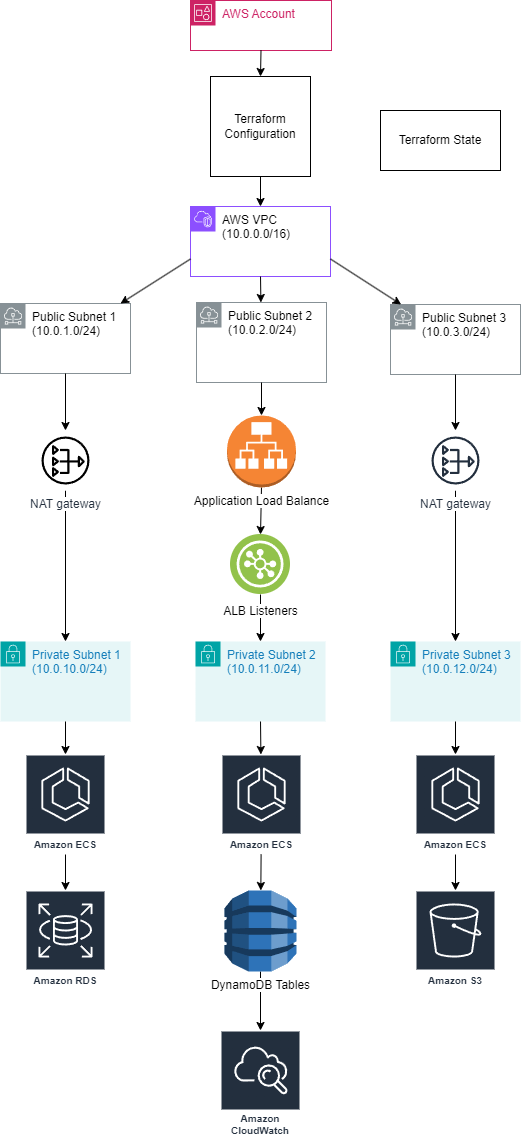 AWS Account
Terraform
Configuration
Terraform State
AWS VPC
(10.0.0.0/16)
Public Subnet 1
(10.0.1.0/24)
Public Subnet 2
(10.0.2.0/24)
Public Subnet 3
(10.0.3.0/24)
NAT gateway
Application Load Balance
NAT gateway
ALB Listeners
Private Subnet 1
(10.0.10.0/24)
Private Subnet 2
(10.0.11.0/24)
Private Subnet 3
(10.0.12.0/24)
Amazon ECS
Amazon ECS
Amazon ECS
Amazon RDS
DynamoDB Tables
Amazon S3
Amazon
CloudWatch